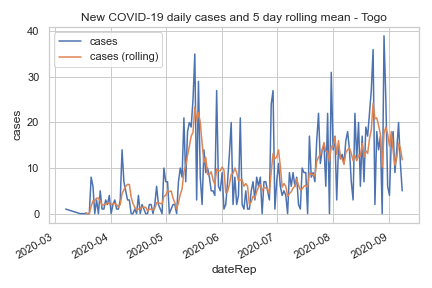 New COVID-19 daily cases and 5 day rolling mean - Togo
cases
cases (rolling)
40
30
20
10
0
cases
2020-03
2020-04
2020-05
2020-06
2020-07
2020-08
2020-09
dateRep